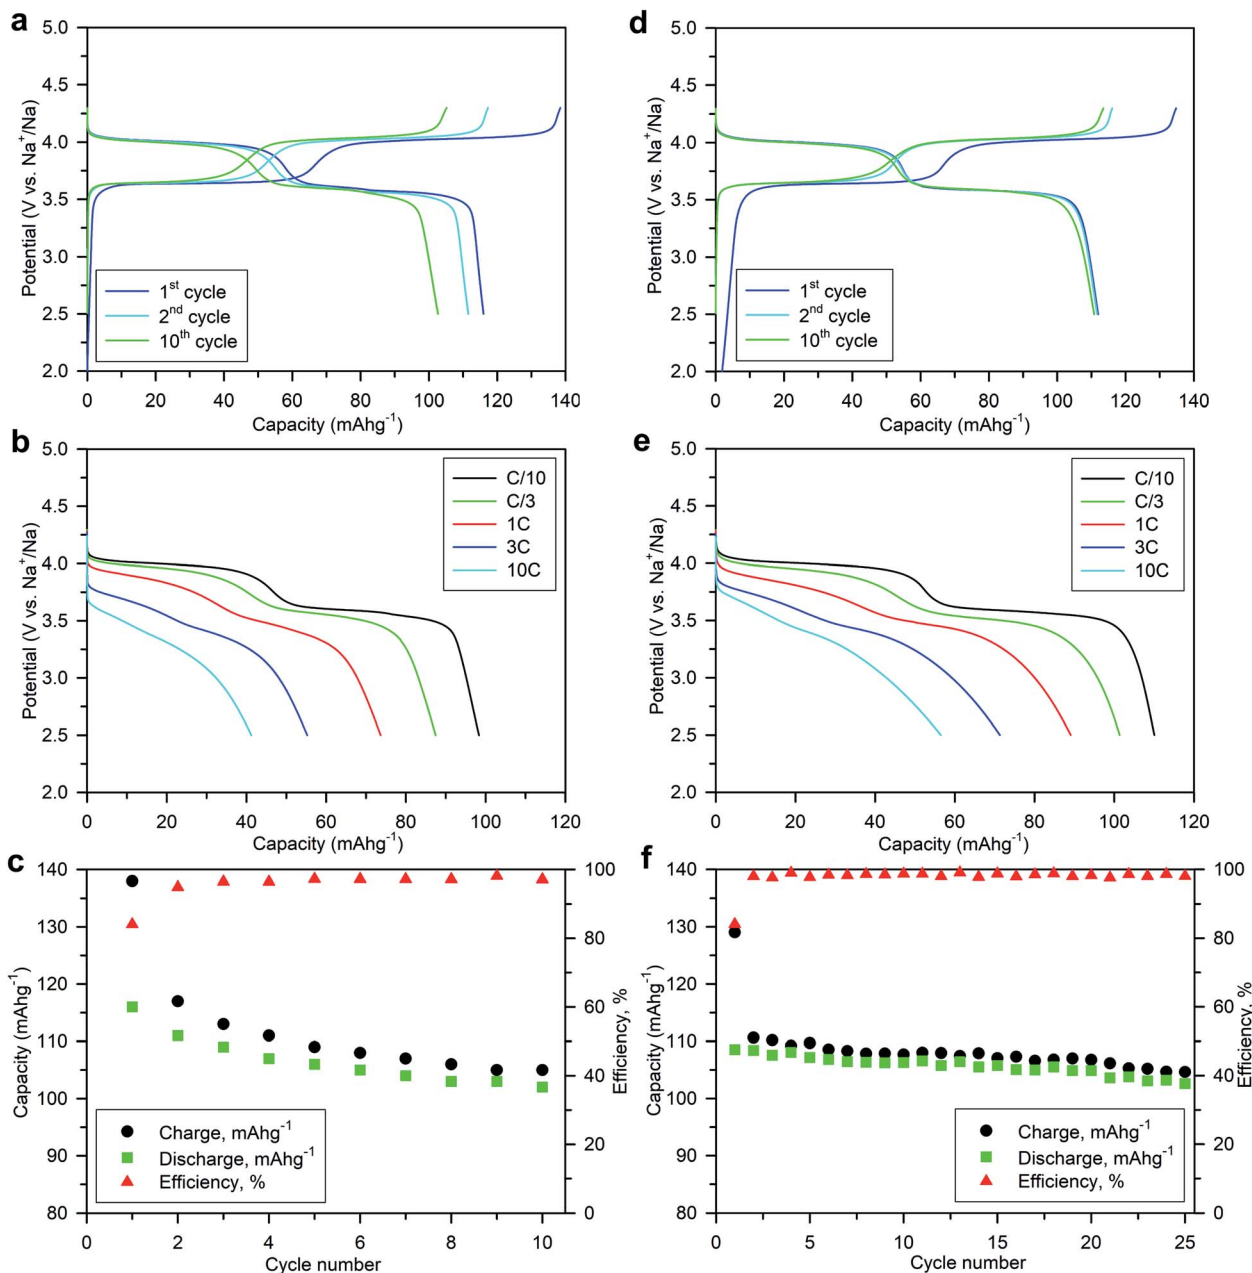 a
5.0
4.5
4.0
3.5
3.0
2.5
2.0
Potential (V vs. Na⁺/Na)
1ˢᵗ cycle
2ⁿᵈ cycle
10ᵗʰ cycle
0 20 40 60 80 100 120 140
Capacity (mAhg⁻¹)
d
5.0
4.5
4.0
3.5
3.0
2.5
2.0
Potential (V vs. Na⁺/Na)
1ˢᵗ cycle
2ⁿᵈ cycle
10ᵗʰ cycle
0 20 40 60 80 100 120 140
Capacity (mAhg⁻¹)
b
5.0
4.5
4.0
3.5
3.0
2.5
2.0
Potential (V vs. Na⁺/Na)
C/10
C/3
1C
3C
10C
0 20 40 60 80 100 120
Capacity (mAhg⁻¹)
e
5.0
4.5
4.0
3.5
3.0
2.5
2.0
Potential (V vs. Na⁺/Na)
C/10
C/3
1C
3C
10C
0 20 40 60 80 100 120
Capacity (mAhg⁻¹)
c
140
130
120
110
100
90
80
Capacity (mAhg⁻¹)
Charge, mAhg⁻¹
Discharge, mAhg⁻¹
Efficiency, %
100
80
60
40
20
0
Efficiency, %
0 2 4 6 8 10
Cycle number
f
140
130
120
110
100
90
80
Capacity (mAhg⁻¹)
Charge, mAhg⁻¹
Discharge, mAhg⁻¹
Efficiency, %
100
80
60
40
20
0
Efficiency. %
0 5 10 15 20 25
Cycle number